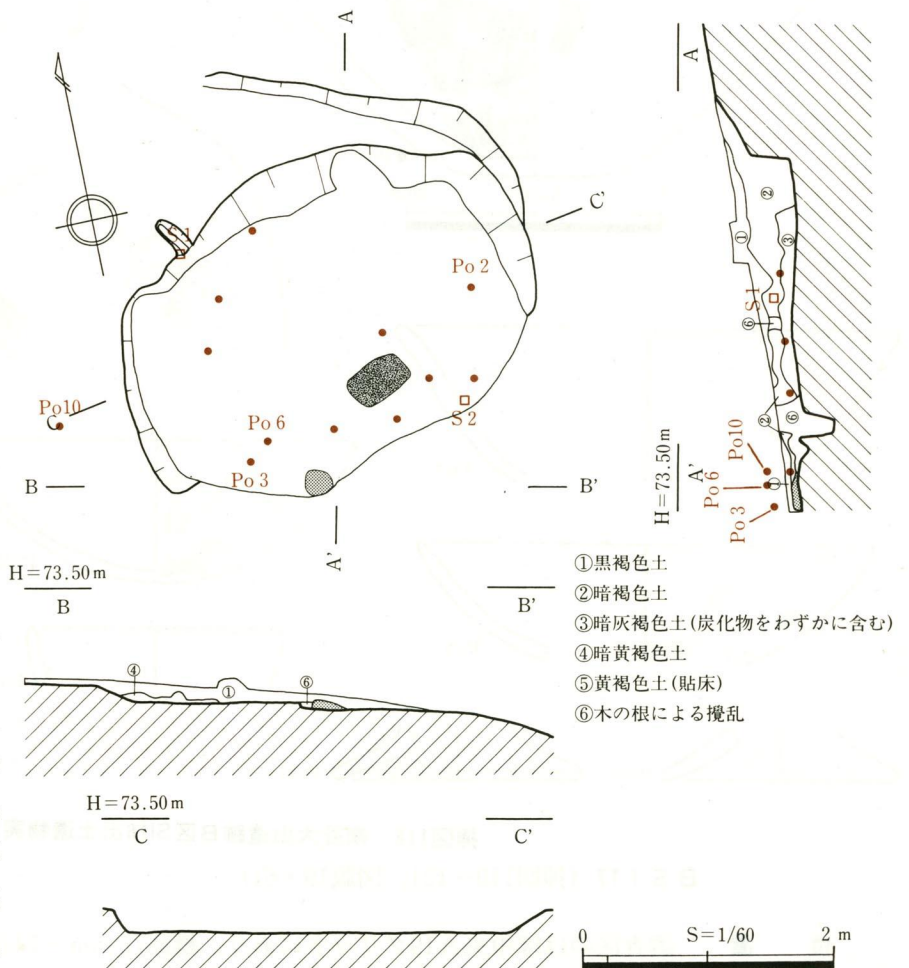 A
A
C'
S 1
②
①
③
Po 2
S 1
⑥
S 2
Po10
C
Po 6
②
⑥
Po 3
Po10
H=73.50m
A'
Po 6
①
Po 3
B
B'
A'
H=73.50m
B
B'
①黒褐色土
②暗褐色土
③暗灰褐色土(炭化物をわずかに含む)
④暗黄褐色土
⑤黄褐色土(貼床)
⑥木の根による攪乱
④
①
⑥
H=73.50m
C
C'
0
S=1/60
2 m